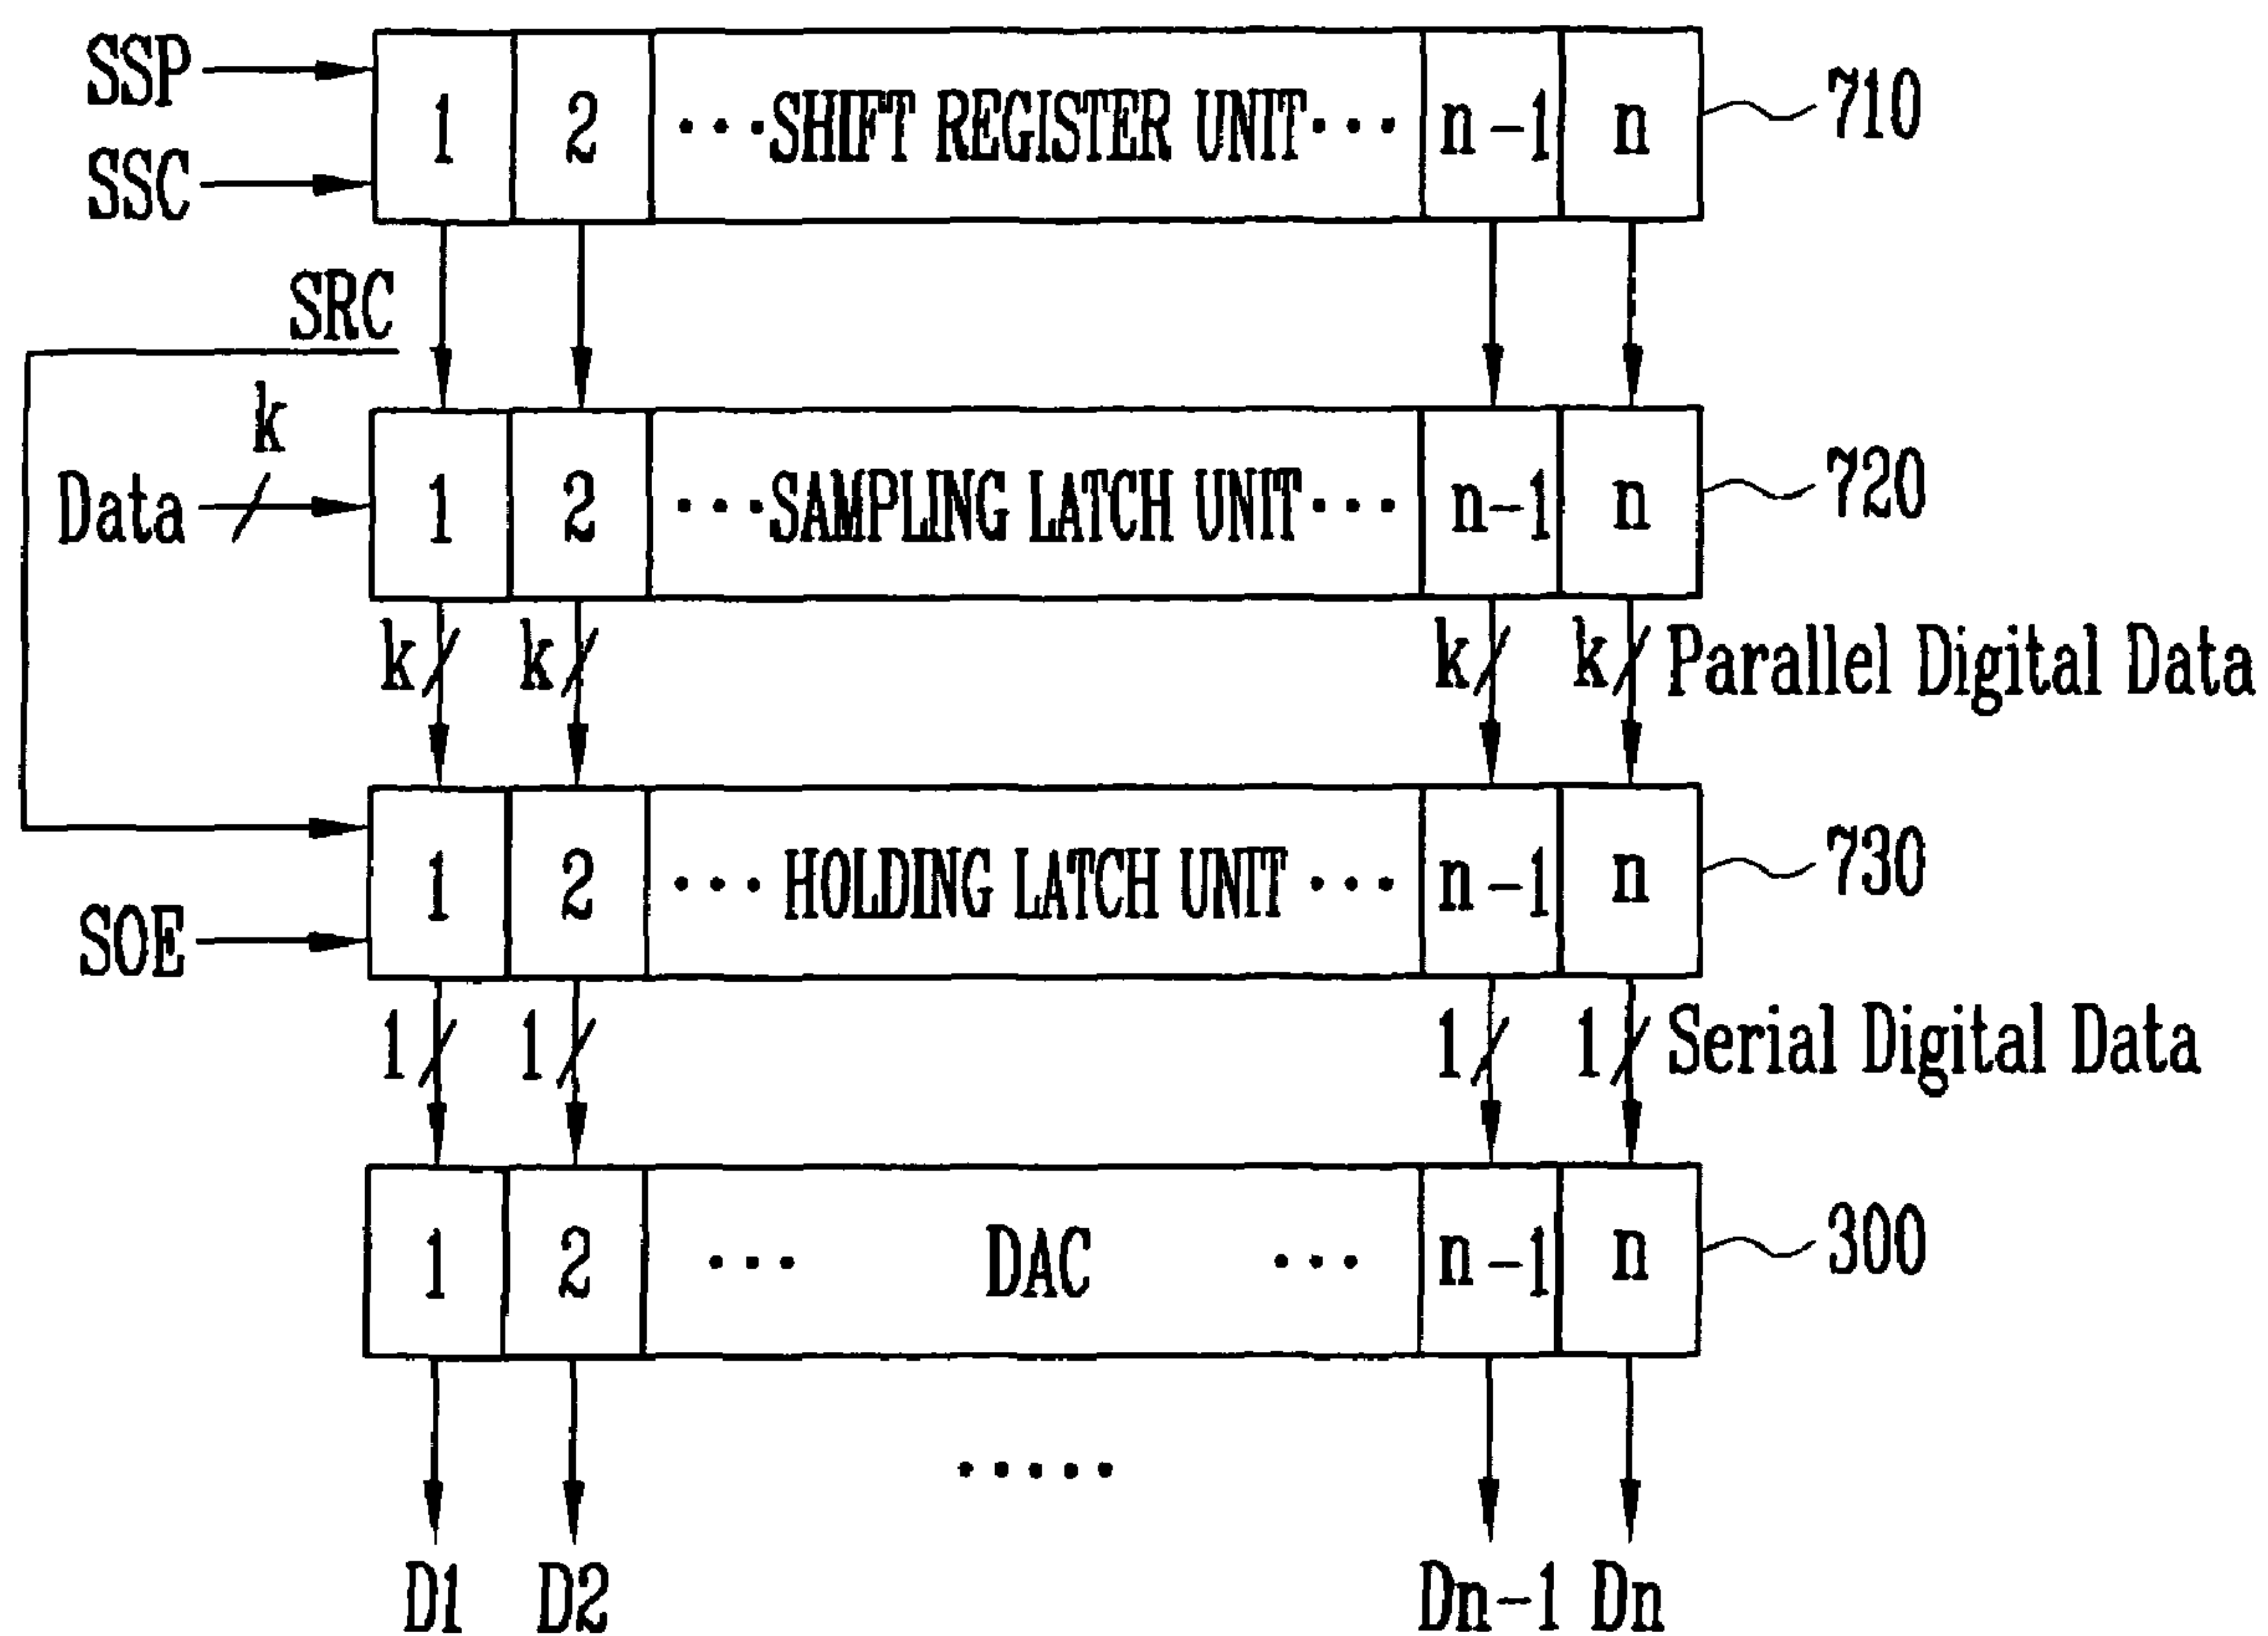 SSP
SSC
1 2 ...SHIFT REGISTER UNIT... n-1 n
710
SRC
k
Data
1 2 ...SAMPLING LATCH UNIT... n-1 n
720
k k k k Parallel Digital Data
1 2 ... HOLDING LATCH UNIT ... n-1 n
730
SOE
1 1 1 1 Serial Digital Data
1 2 ... DAC ... n-1 n
300
.....
D1 D2 Dn-1 Dn